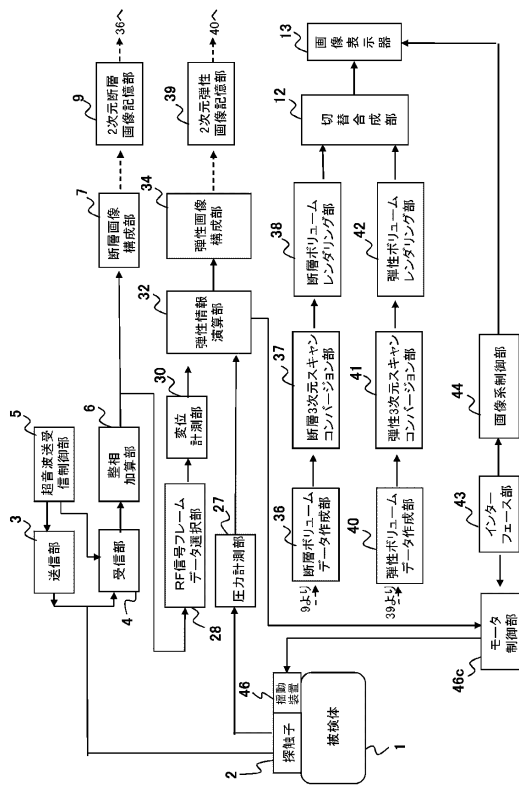 5
超音波送受
信制御部
3
送信部
4
受信部
6
整相
加算部
7
断層画像
構成部
9
2次元断層
画像記憶部
36へ
28
RF信号フレーム
データ選択部
30
変位
計測部
32
弾性情報
演算部
34
弾性画像
構成部
39
2次元弾性
画像記憶部
40へ
27
圧力計測部
2
探触子
46
揺動
装置
被検体
1
9より
36
断層ボリューム
データ作成部
37
断層3次元スキャン
コンバージョン部
38
断層ボリューム
レンダリング部
12
切替合成部
13
画像表示器
39より
40
弾性ボリューム
データ作成部
41
弾性3次元スキャン
コンバージョン部
42
弾性ボリューム
レンダリング部
46c
モータ
制御部
43
インター
フェース部
44
画像系制御部